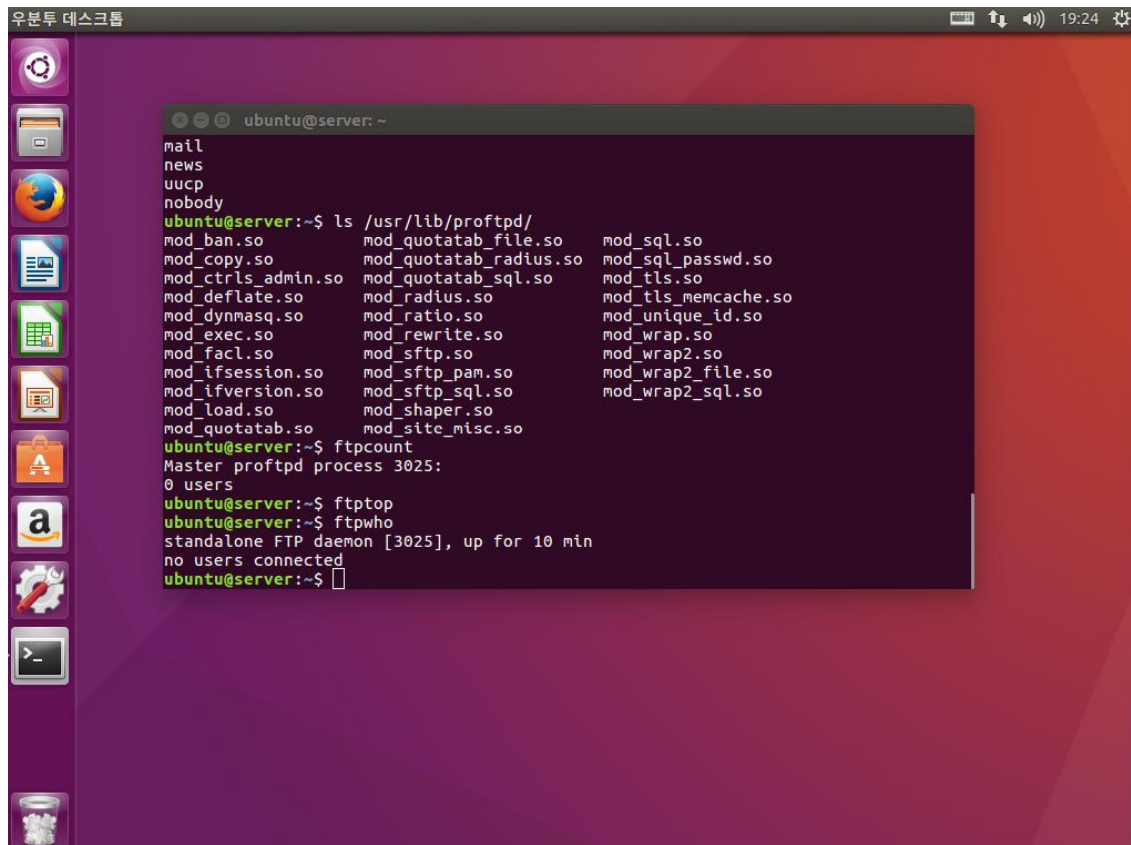 우분투 데스크톱
19:24
ubuntu@server: ~
mail
news
uucp
nobody
ubuntu@server:~$ ls /usr/lib/proftpd/
mod_ban.so mod_quotatab_file.so mod_sql.so
mod_copy.so mod_quotatab_radius.so mod_sql_passwd.so
mod_ctrls_admin.so mod_quotatab_sql.so mod_tls.so
mod_deflate.so mod_radius.so mod_tls_memcache.so
mod_dynmasq.so mod_ratio.so mod_unique_id.so
mod_exec.so mod_rewrite.so mod_wrap.so
mod_facl.so mod_sftp.so mod_wrap2.so
mod_ifsession.so mod_sftp_pam.so mod_wrap2_file.so
mod_ifversion.so mod_sftp_sql.so mod_wrap2_sql.so
mod_load.so mod_shaper.so
mod_quotatab.so mod_site_misc.so
ubuntu@server:~$ ftpcount
Master proftpd process 3025:
0 users
ubuntu@server:~$ ftptop
ubuntu@server:~$ ftpwho
standalone FTP daemon [3025], up for 10 min
no users connected
ubuntu@server:~$